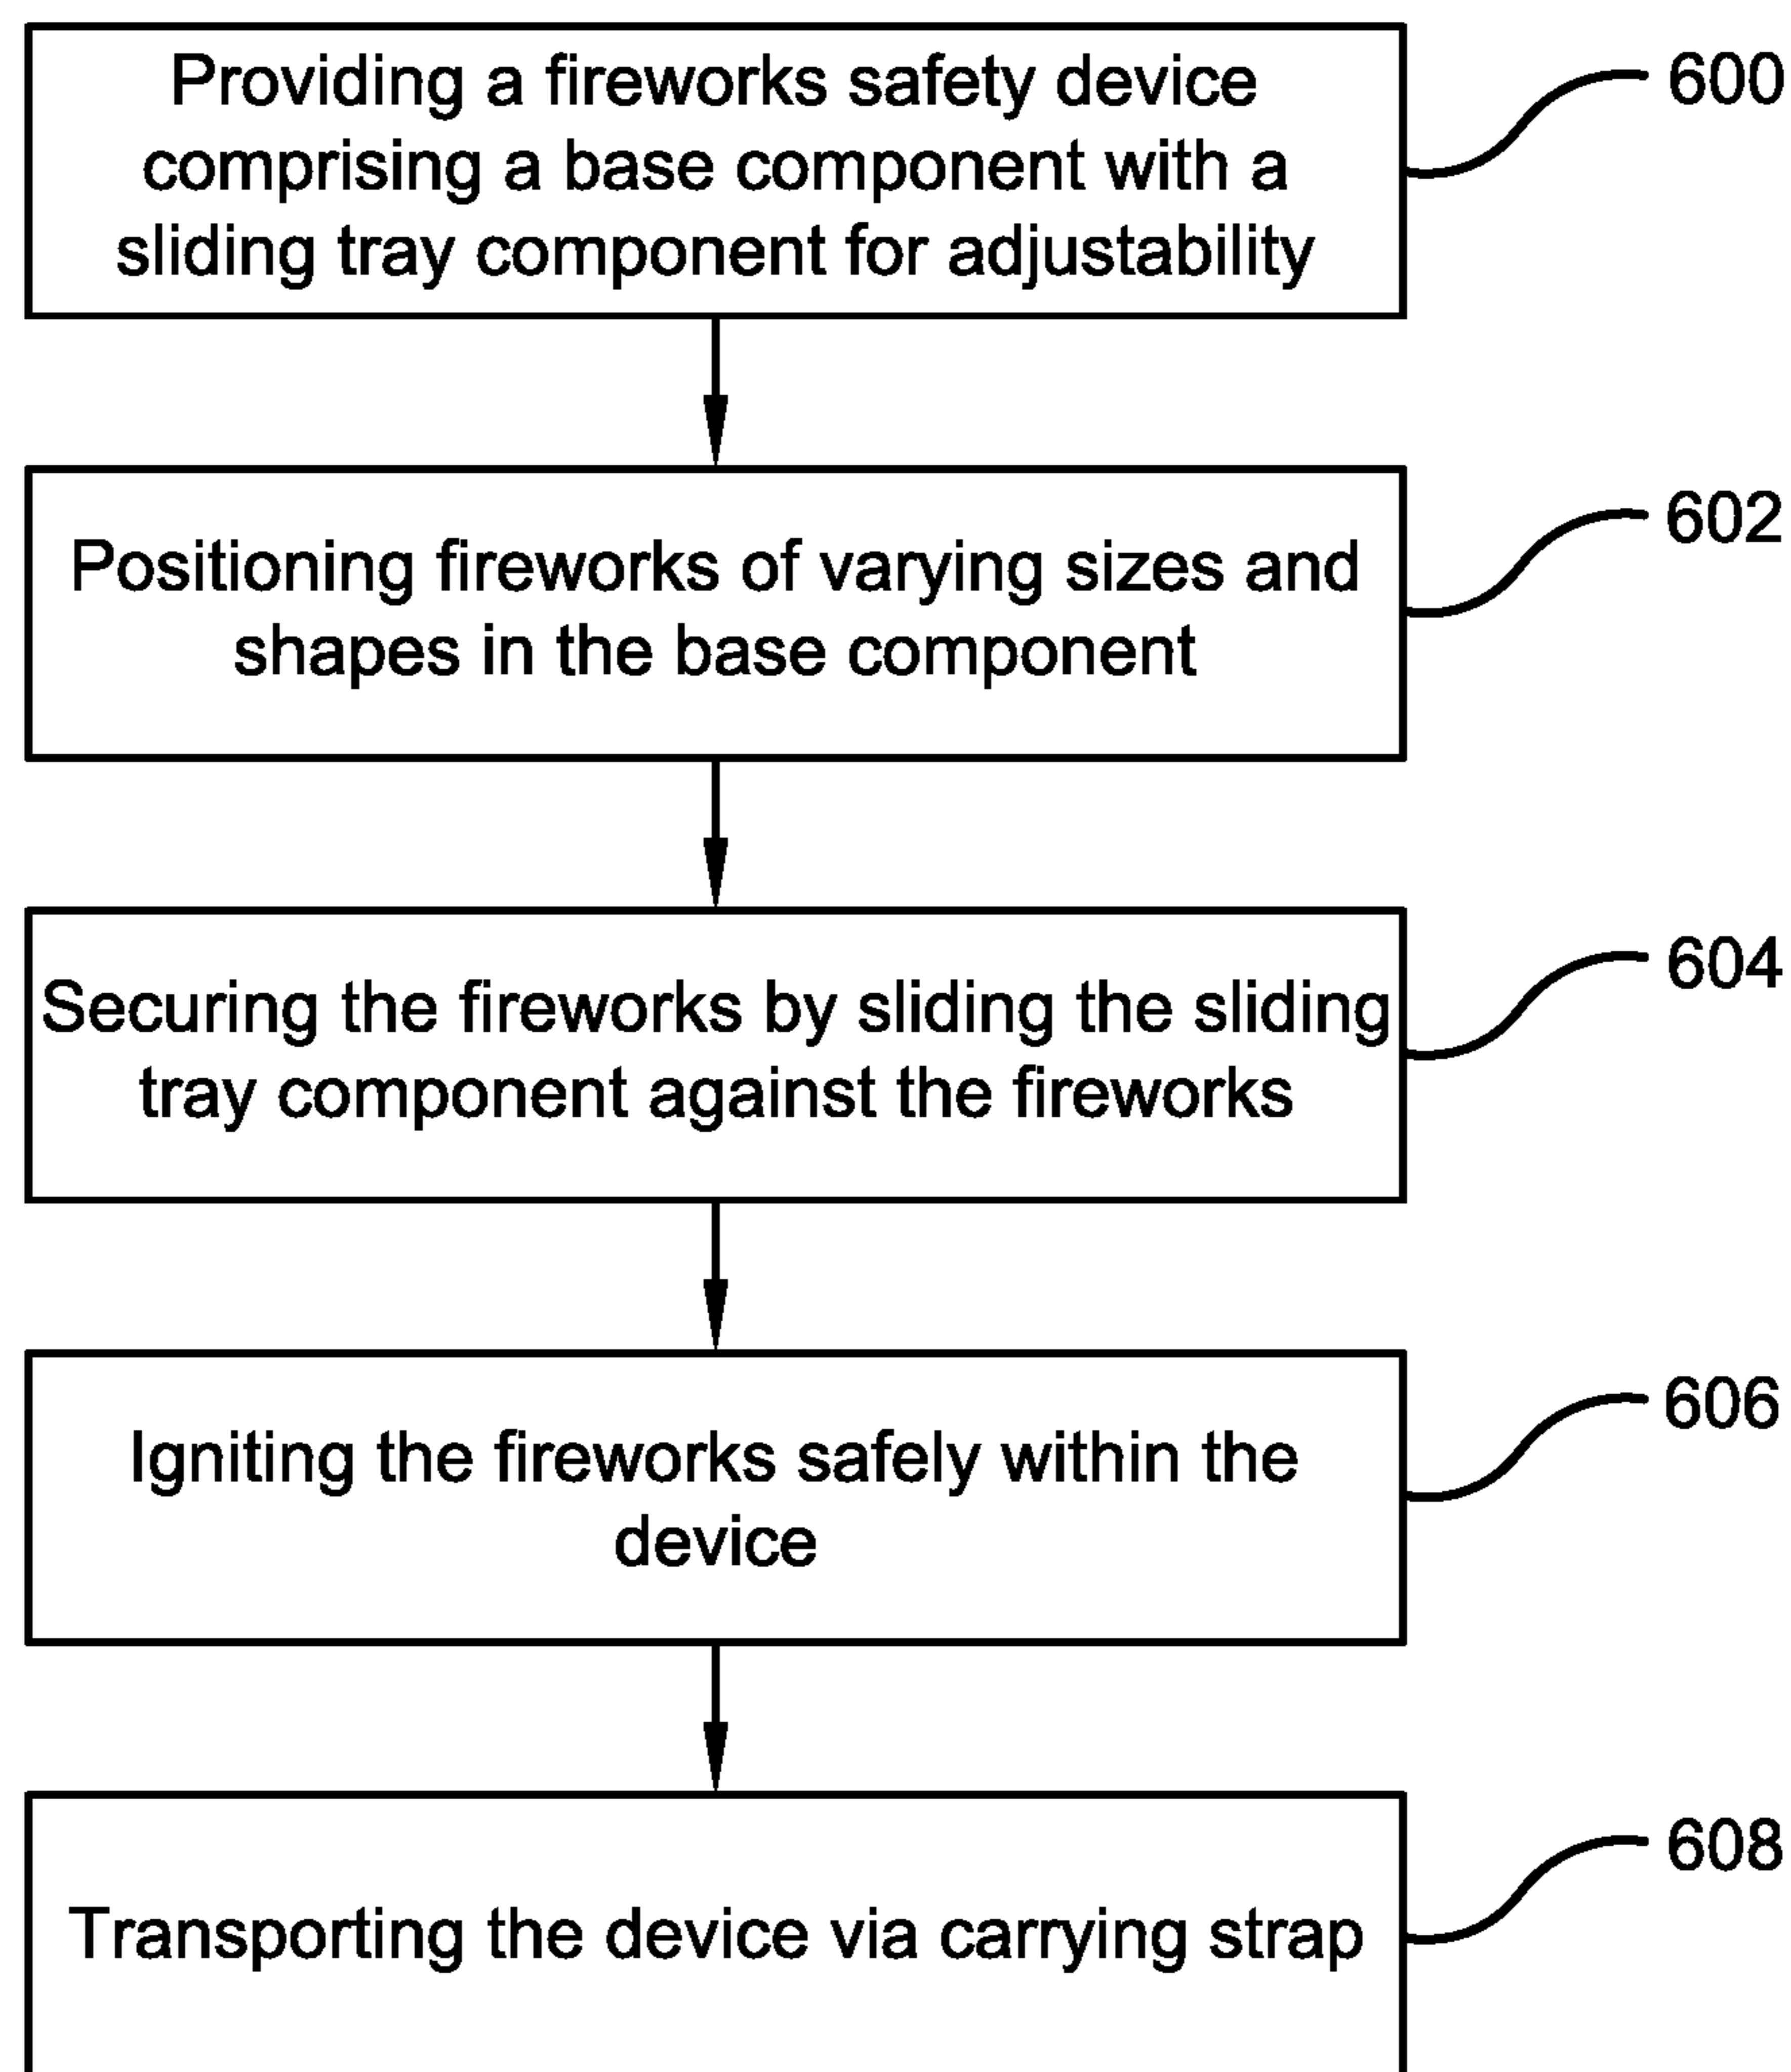 Providing a fireworks safety device
comprising a base component with a
sliding tray component for adjustability
600
Positioning fireworks of varying sizes and
shapes in the base component
602
Securing the fireworks by sliding the sliding
tray component against the fireworks
604
Igniting the fireworks safely within the
device
606
Transporting the device via carrying strap
608